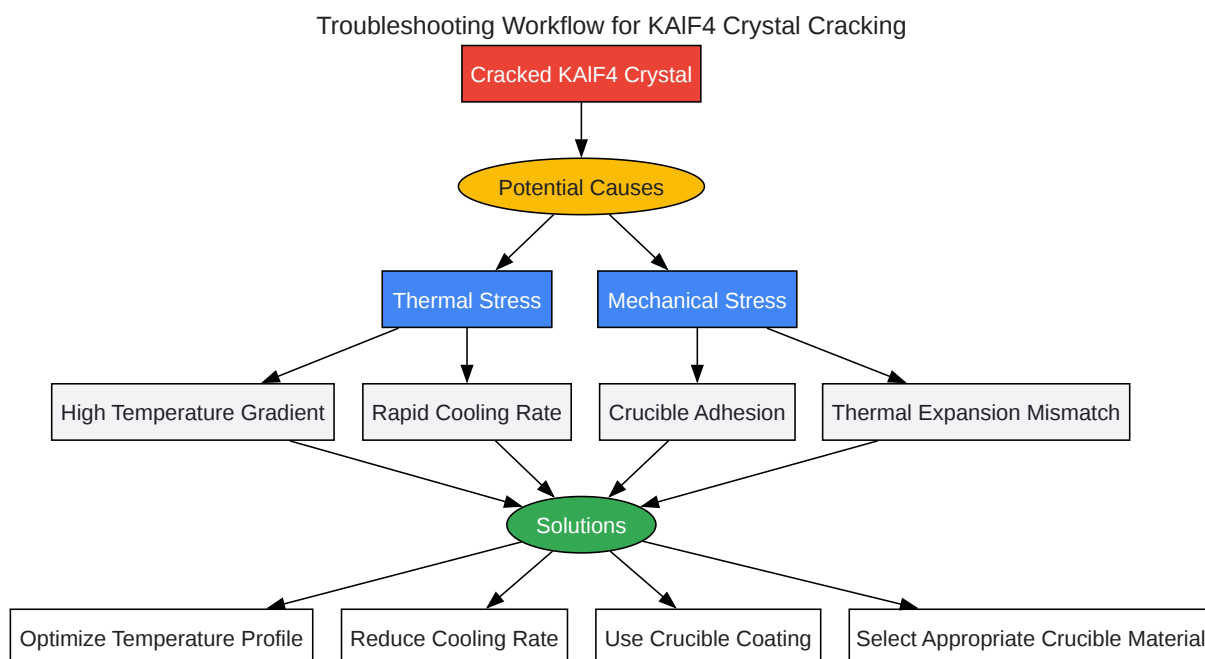 Troubleshooting Workflow for KAlF4 Crystal Cracking
Cracked KAlF4 Crystal
Potential Causes
Thermal Stress
Mechanical Stress
High Temperature Gradient
Rapid Cooling Rate
Crucible Adhesion
Thermal Expansion Mismatch
Solutions
Optimize Temperature Profile
Reduce Cooling Rate
Use Crucible Coating
Select Appropriate Crucible Material